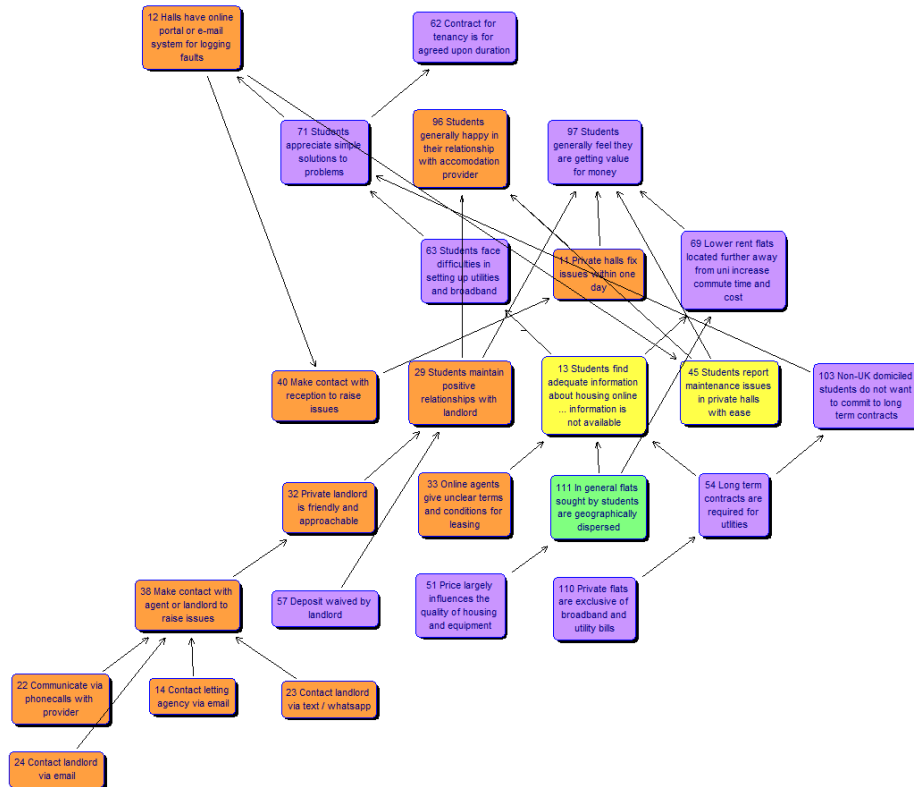 12 Halls have online
portal or e-mail
system for logging
faults
62 Contract for
tenancy is for
agreed upon duration
71 Students
appreciate simple
solutions to
problems
96 Students
generally happy in
their relationship
with accomodation
provider
97 Students
generally feel they
are getting value
for money
63 Students face
difficulties in
setting up utilities
and broadband
11 Private halls fix
issues within one
day
69 Lower rent flats
located further away
from uni increase
commute time and
cost
40 Make contact with
reception to raise
issues
29 Students maintain
positive
relationships with
landlord
13 Students find
adequate information
about housing online
... information is
not available
45 Students report
maintenance issues
in private halls
with ease
103 Non-UK domiciled
students do not want
to commit to long
term contracts
32 Private landlord
is friendly and
approachable
33 Online agents
give unclear terms
and conditions for
leasing
111 In general flats
sought by students
are geographically
dispersed
54 Long term
contracts are
required for
utlities
38 Make contact with
agent or landlord to
raise issues
57 Deposit waived by
landlord
51 Price largely
influences the
quality of housing
and equipment
110 Private flats
are exclusive of
broadband and
utility bills
22 Communicate via
phonecalls with
provider
14 Contact letting
agency via email
23 Contact landlord
via text / whatsapp
24 Contact landlord
via email